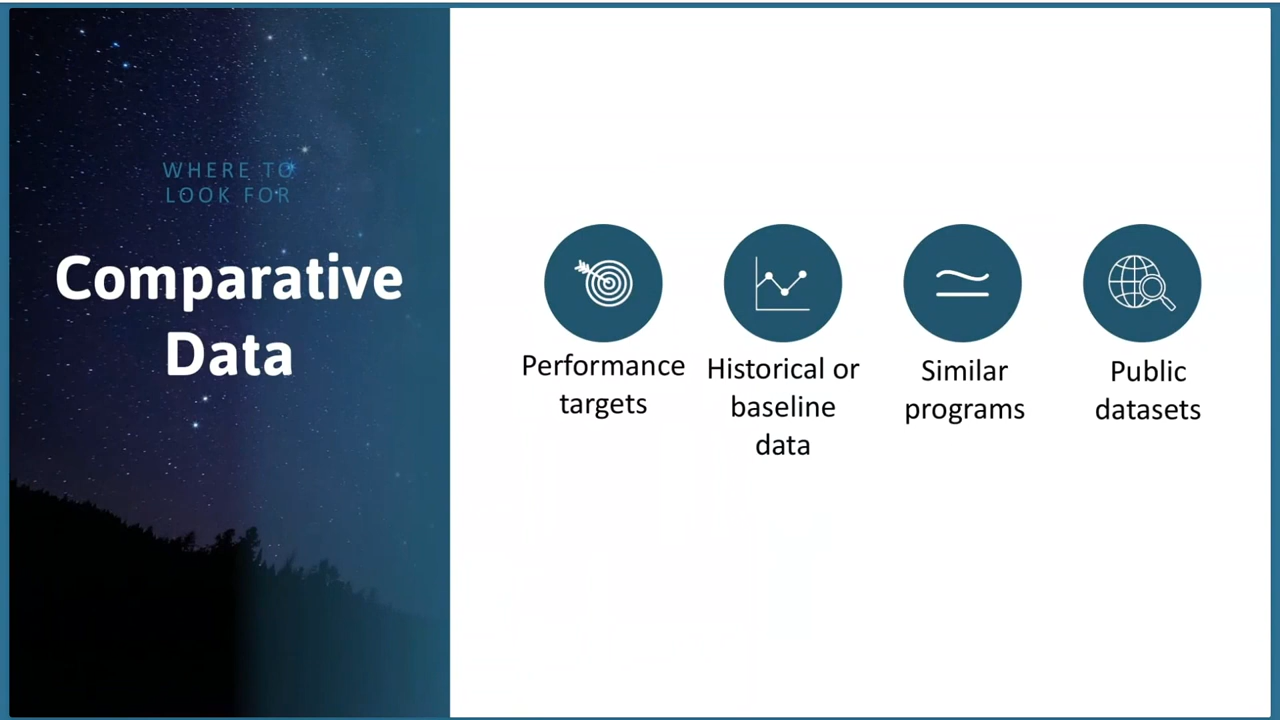 WHERE TO
LOOK FOR
Comparative
Data
Performance
targets
Historical or
baseline
data
Similar
programs
Public
datasets